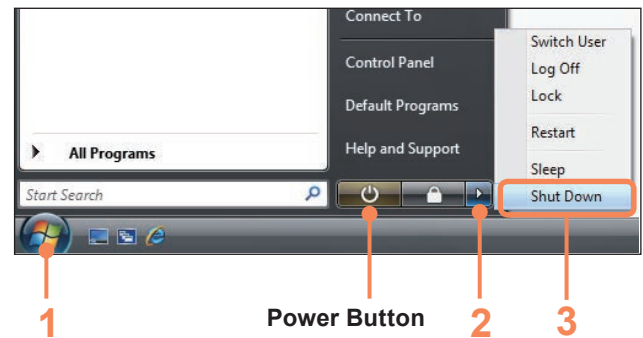 Connect To
Control Panel
Default Programs
Help and Support
All Programs
Start Search
Switch User
Log Off
Lock
Restart
Sleep
Shut Down
1
Power Button
2
3